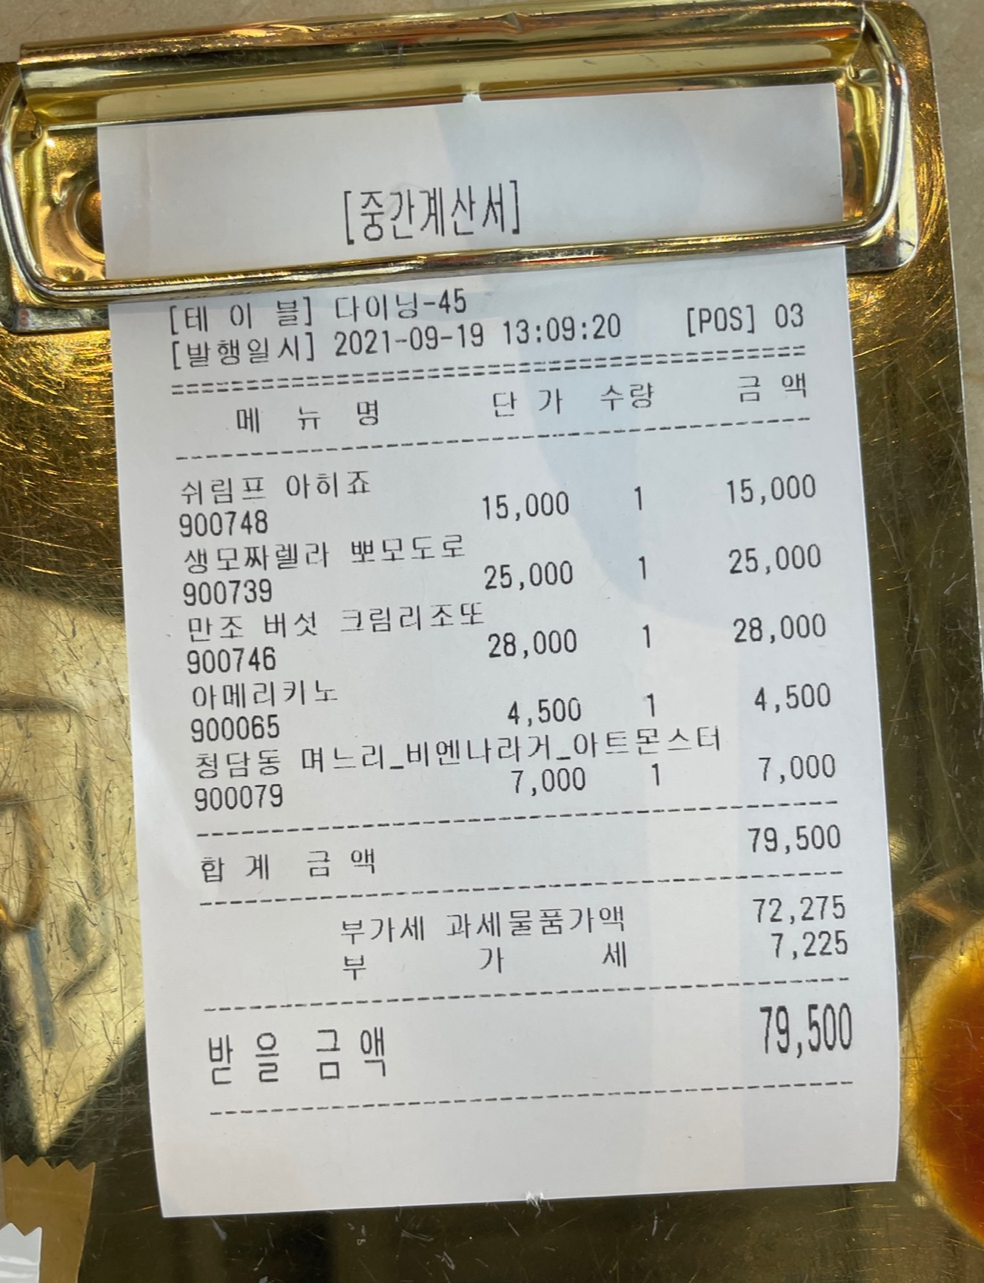 [중간계산서]
[테 이 블] 다이닝-45
[발행일시] 2021-09-19 13:09:20 [POS] 03
메 뉴 명 단 가 수량 금 액
쉬림프 아히죠
900748 15,000 1 15,000
생모짜렐라 뽀모도로
900739 25,000 1 25,000
만조 버섯 크림리조또
900746 28,000 1 28,000
아메리키노
900065 4,500 1 4,500
청담동 며느리_비엔나라거_아트몬스터
900079 7,000 1 7,000
합 계 금 액 79,500
부가세 과세물품가액 72,275
부 가 세 7,225
받 을 금 액 79,500